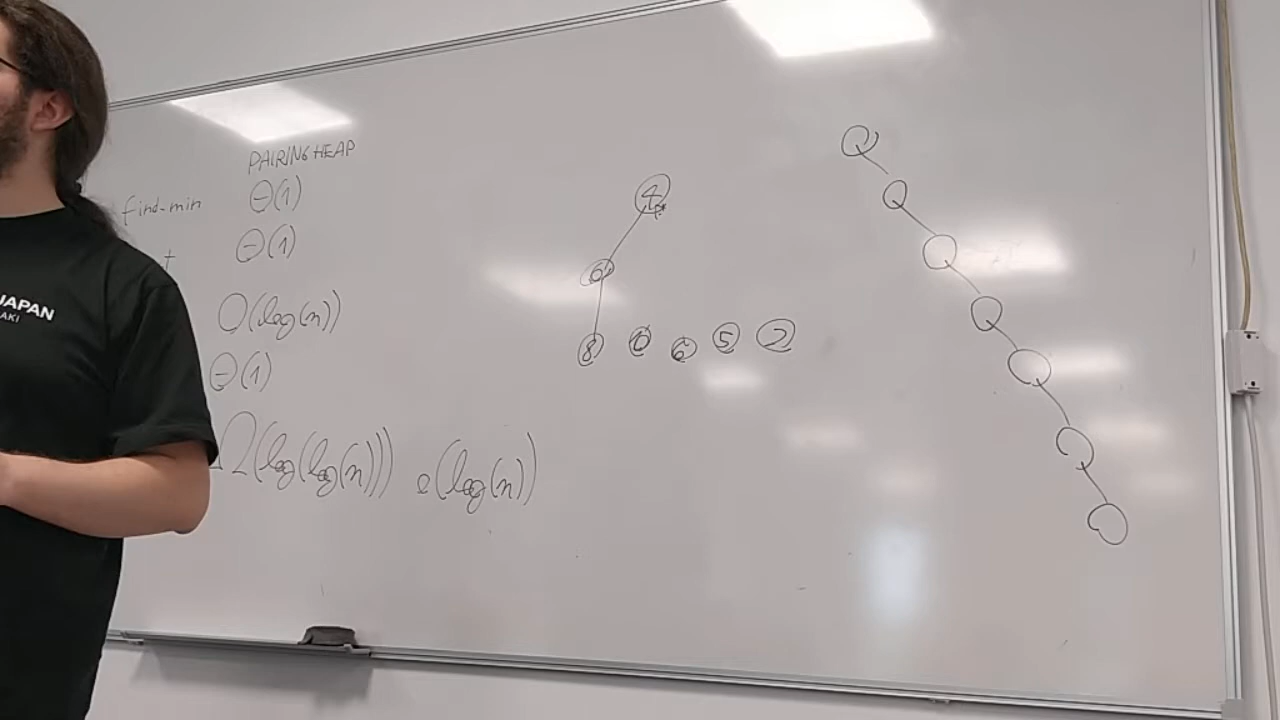 PAIRING HEAP
find-min Θ(1)
t Θ(1)
O(log(n))
Θ(1)
Ω(log(log(n))) o(log(n))
4
6
8 6 5 2
JAPAN
AKI